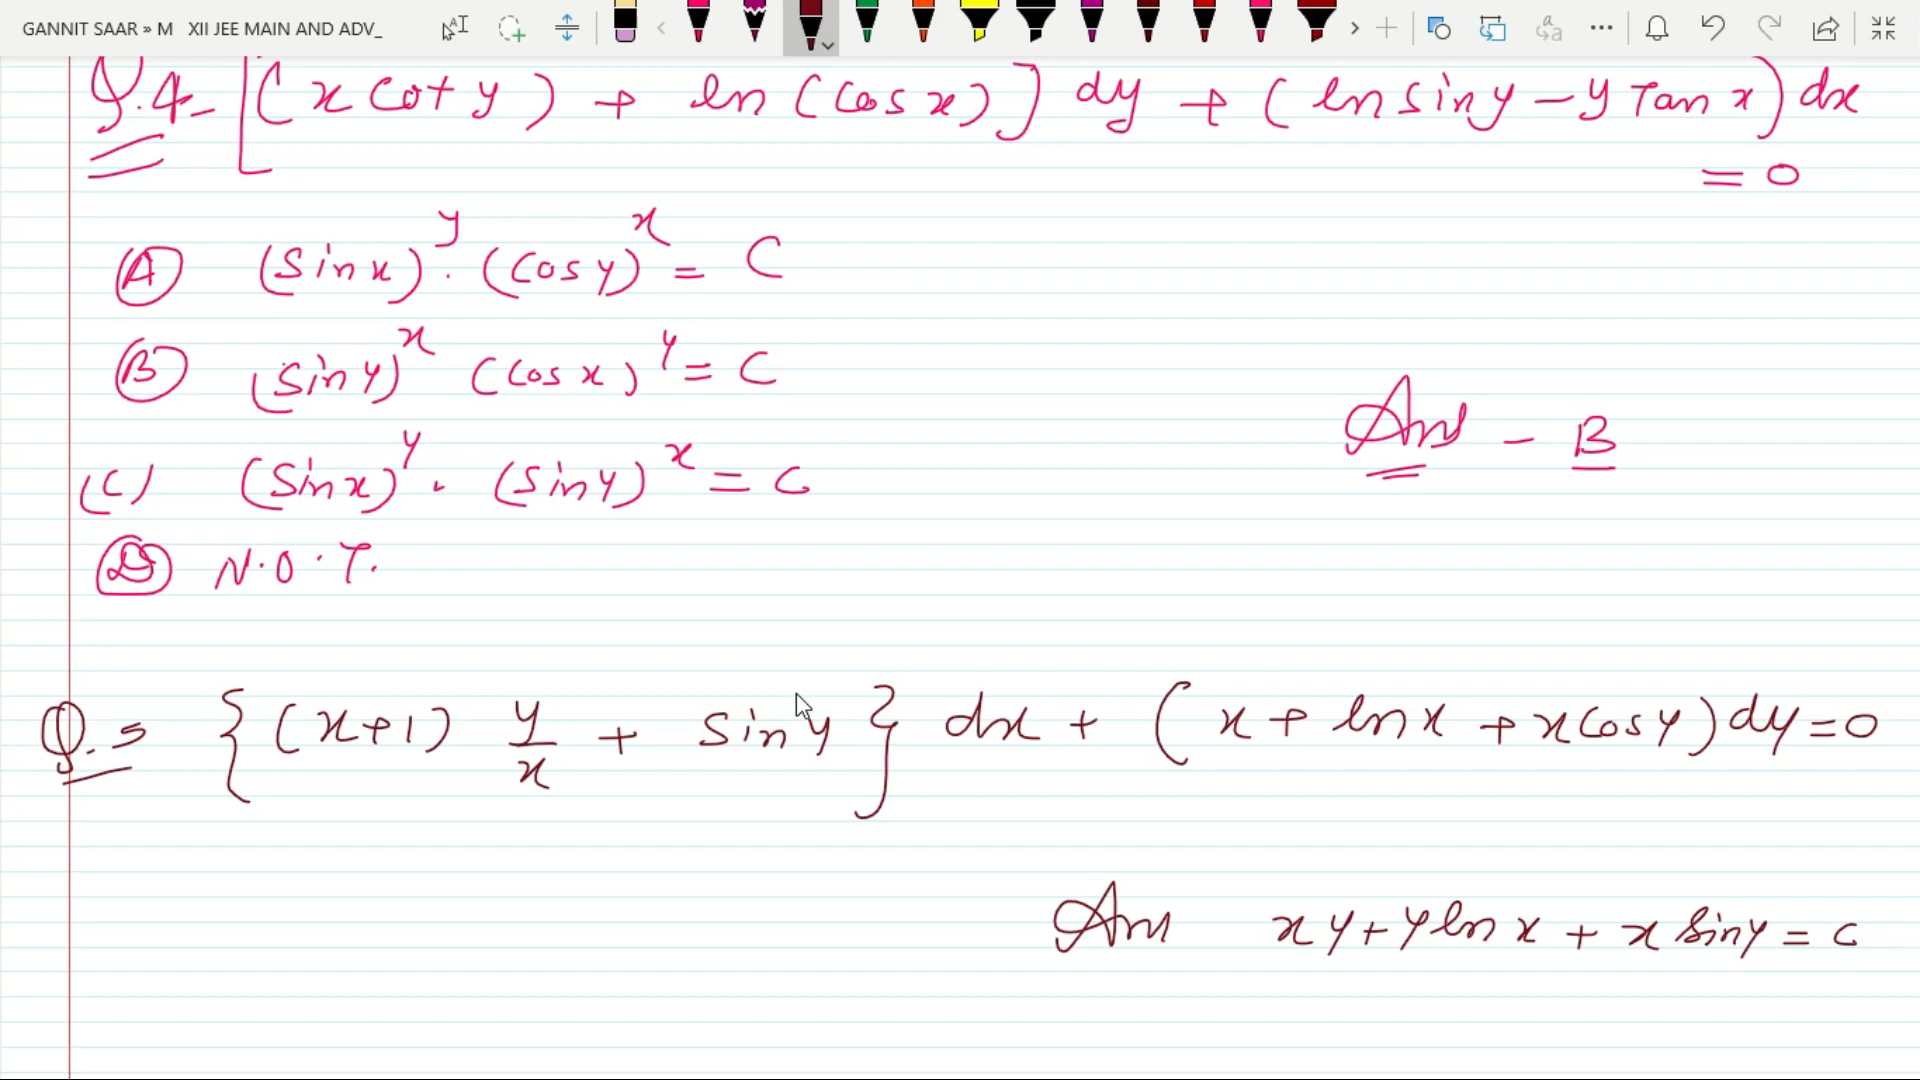 GANNIT SAAR » M XII JEE MAIN AND ADV_
Q.4- [(x cot y) + ln (cos x)] dy + (ln sin y - y Tan x) dx
= 0
(A) (Sin x)^y . (Cos y)^x = C
(B) (Sin y)^x (Cos x)^y = C
(C) (Sin x)^y . (Sin y)^x = C
(D) N.O.T.
Ans - B
Q.5 {(x+1) y/x + Sin y} dx + (x + ln x + x Cos y) dy = 0
Ans xy + y ln x + x Sin y = C